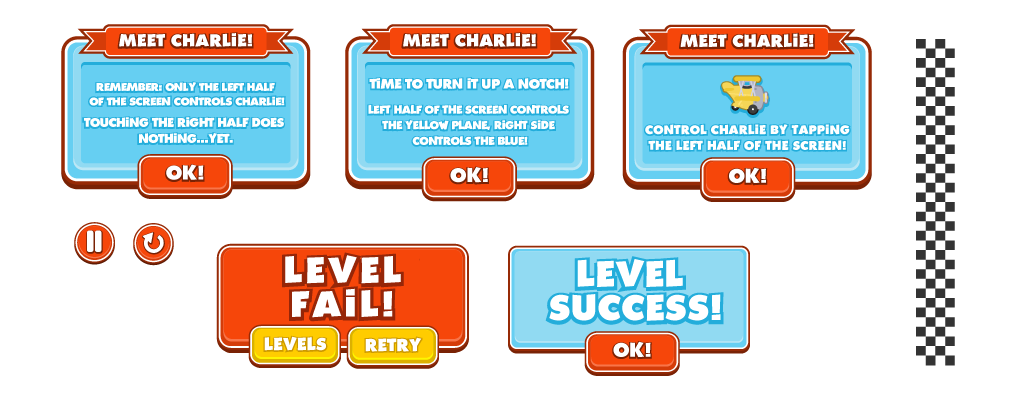 MEET CHARLiE!
REMEMBER: ONLY THE LEFT HALF
OF THE SCREEN CONTROLS CHARLiE!
TOUCHiNG THE RiGHT HALF DOES
NOTHiNG...YET.
OK!
MEET CHARLiE!
TiME TO TURN iT UP A NOTCH!
LEFT HALF OF THE SCREEN CONTROLS
THE YELLOW PLANE, RiGHT SiDE
CONTROLS THE BLUE!
OK!
MEET CHARLiE!
CONTROL CHARLiE BY TAPPiNG
THE LEFT HALF OF THE SCREEN!
OK!
LEVEL
FAiL!
LEVELS
RETRY
LEVEL
SUCCESS!
OK!